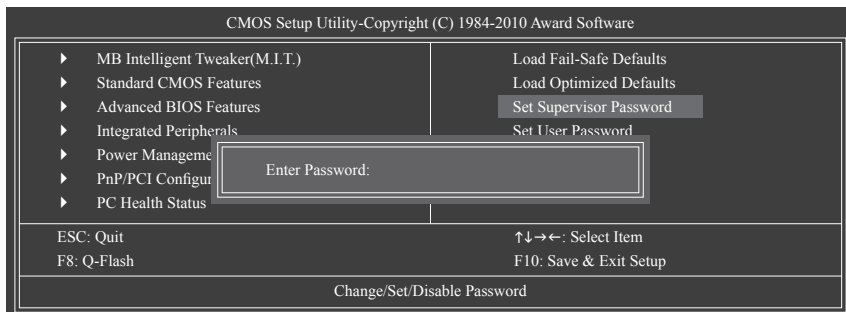 CMOS Setup Utility-Copyright (C) 1984-2010 Award Software
MB Intelligent Tweaker(M.I.T.)
Standard CMOS Features
Advanced BIOS Features
Integrated Peripherals
Power Manageme
PnP/PCI Configur
PC Health Status
Load Fail-Safe Defaults
Load Optimized Defaults
Set Supervisor Password
Set User Password
Enter Password:
ESC: Quit
F8: Q-Flash
↑↓→←: Select Item
F10: Save & Exit Setup
Change/Set/Disable Password